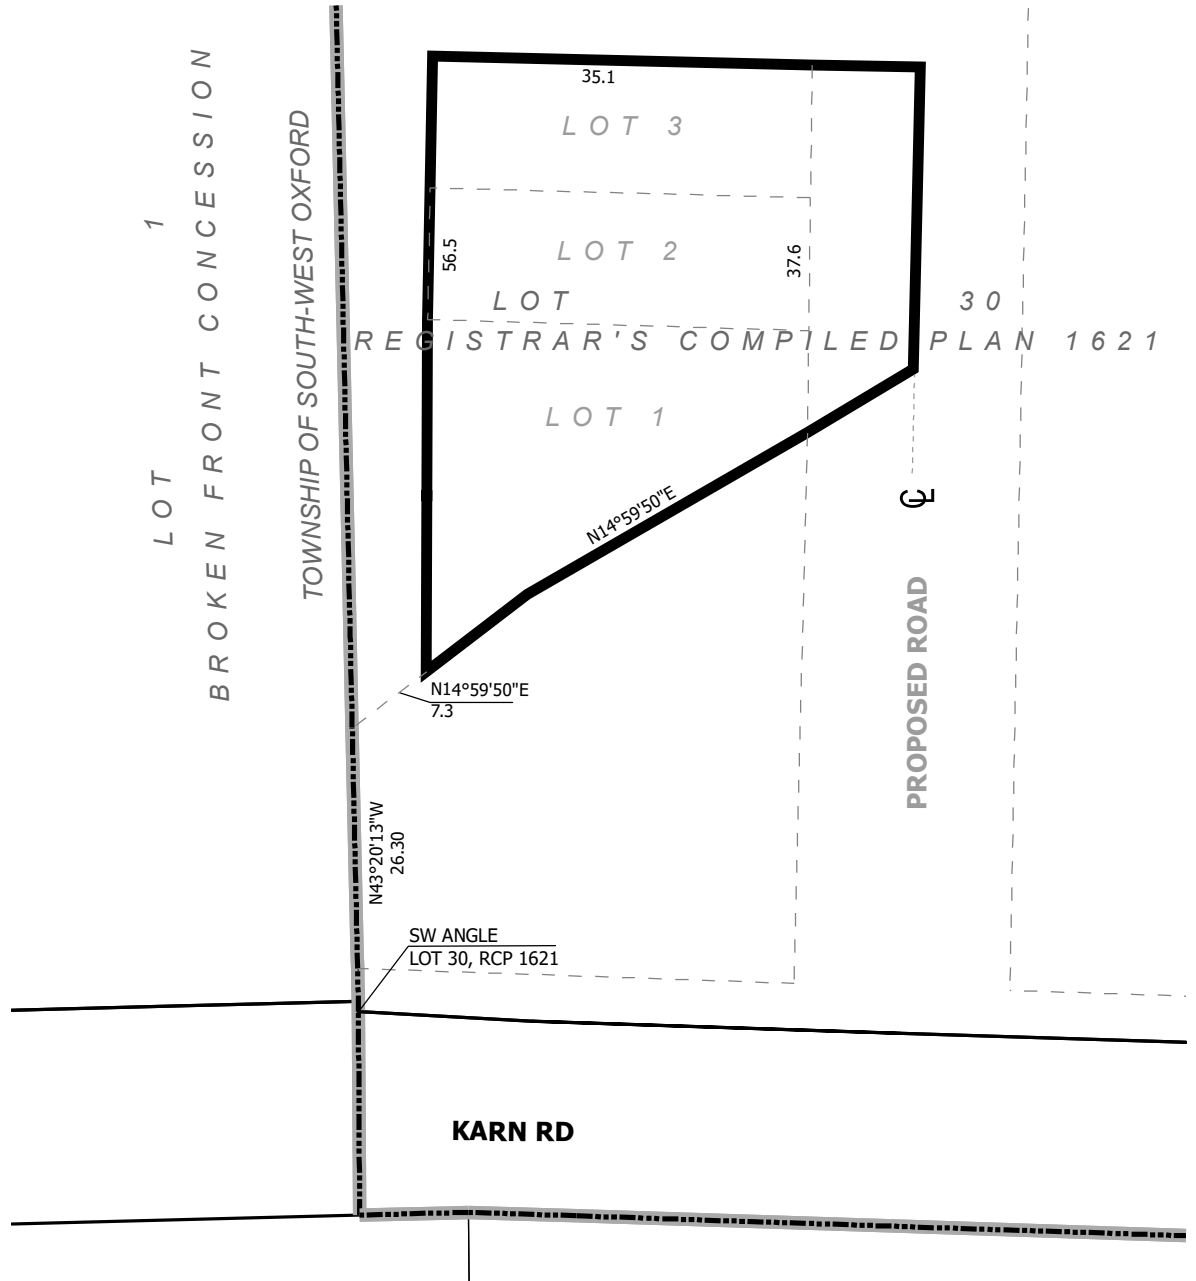 35.1
LOT 3
LOT 1
BROKEN FRONT CONCESSION
TOWNSHIP OF SOUTH-WEST OXFORD
56.5
LOT 2
37.6
LOT 30
REGISTRAR'S COMPILED PLAN 1621
LOT 1
N14°59'50"E
CL
PROPOSED ROAD
N14°59'50"E
7.3
N43°20'13"W
26.30
SW ANGLE
LOT 30, RCP 1621
KARN RD